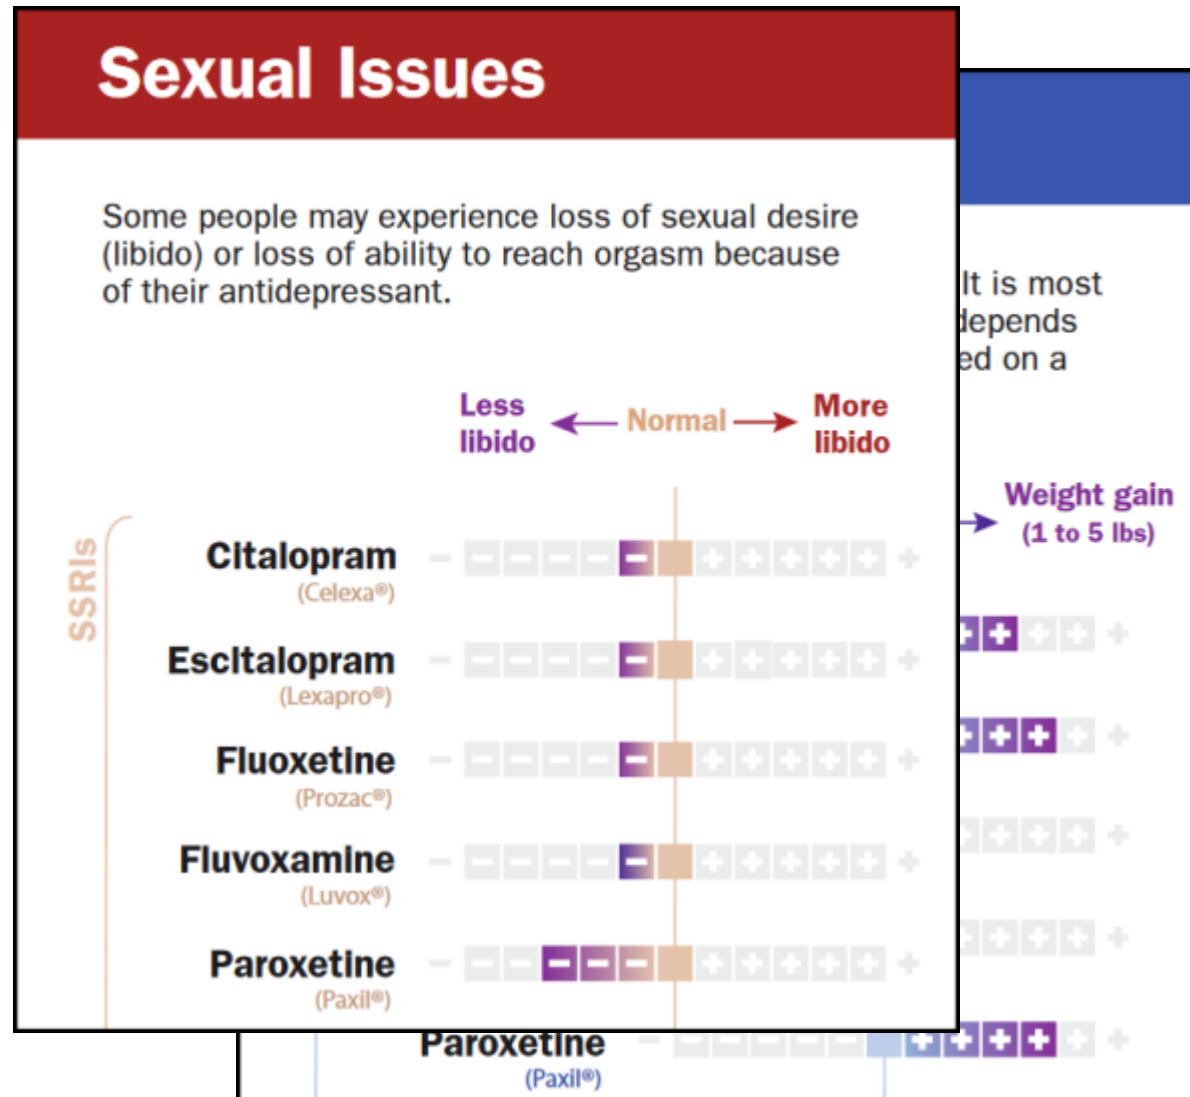 Sexual Issues
Some people may experience loss of sexual desire
(libido) or loss of ability to reach orgasm because
of their antidepressant.
Less libido
Normal
More libido
SSRIs
Citalopram
(Celexa®)
Escitalopram
(Lexapro®)
Fluoxetine
(Prozac®)
Fluvoxamine
(Luvox®)
Paroxetine
(Paxil®)
It is most
depends
ed on a
Weight gain
(1 to 5 lbs)
Paroxetine
(Paxil®)